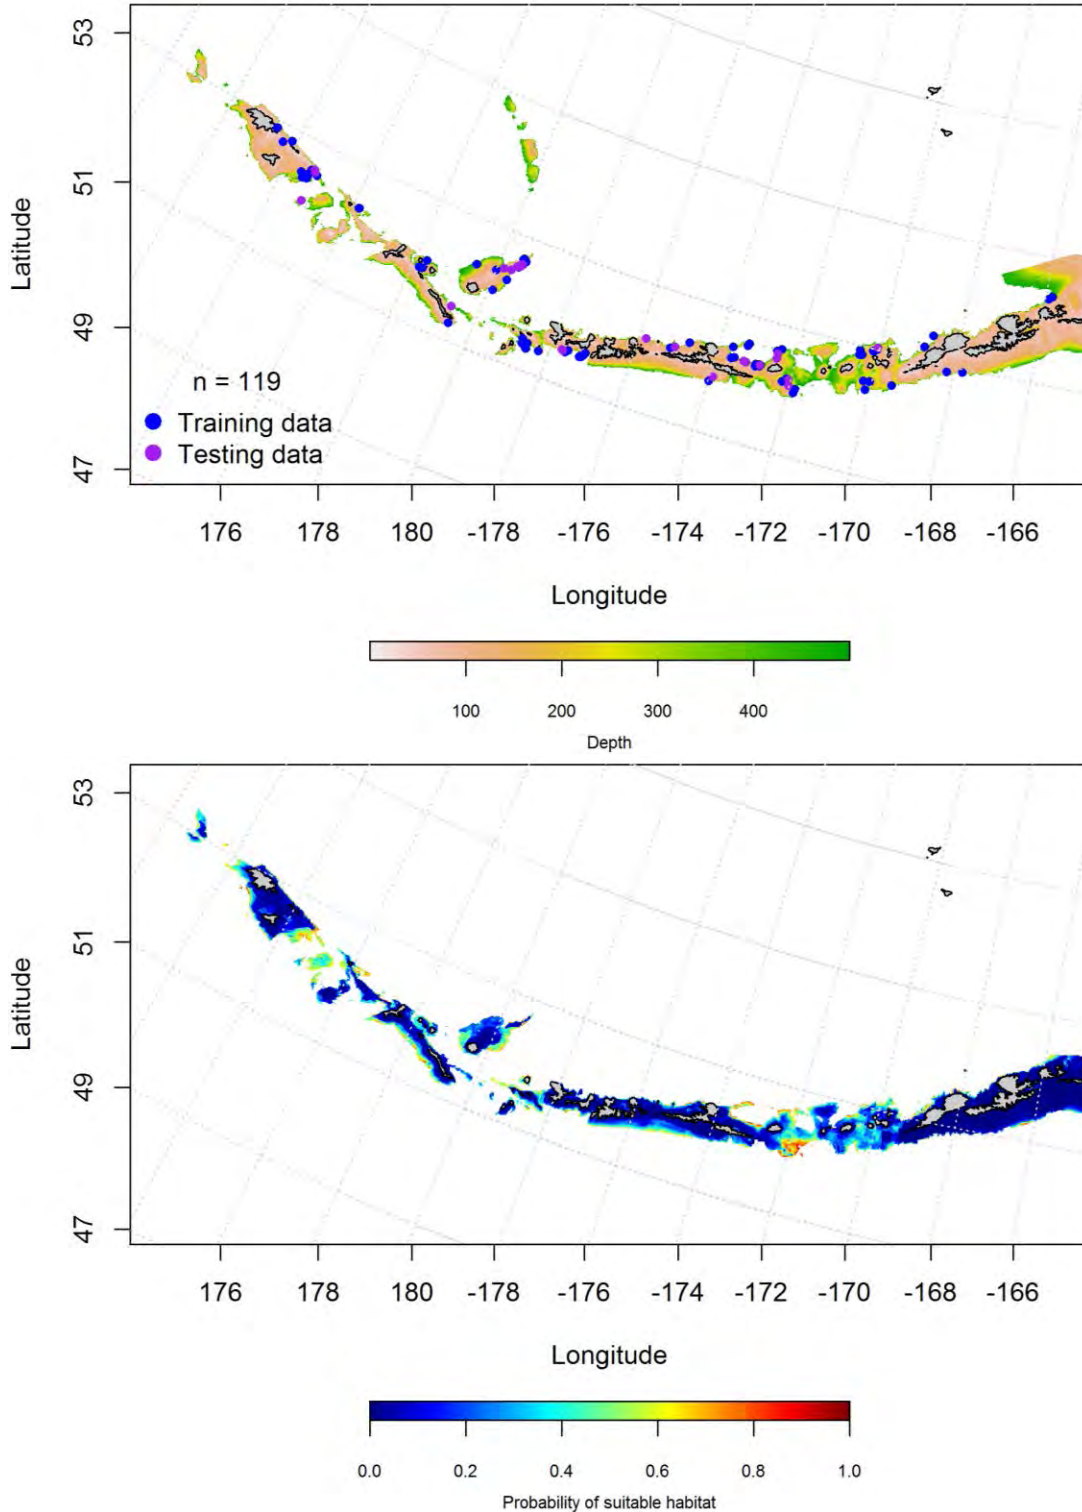 53
51
49
47
Latitude
n = 119
Training data
Testing data
176 178 180 -178 -176 -174 -172 -170 -168 -166
Longitude
100 200 300 400
Depth
53
51
49
47
Latitude
176 178 180 -178 -176 -174 -172 -170 -168 -166
Longitude
0.0 0.2 0.4 0.6 0.8 1.0
Probability of suitable habitat